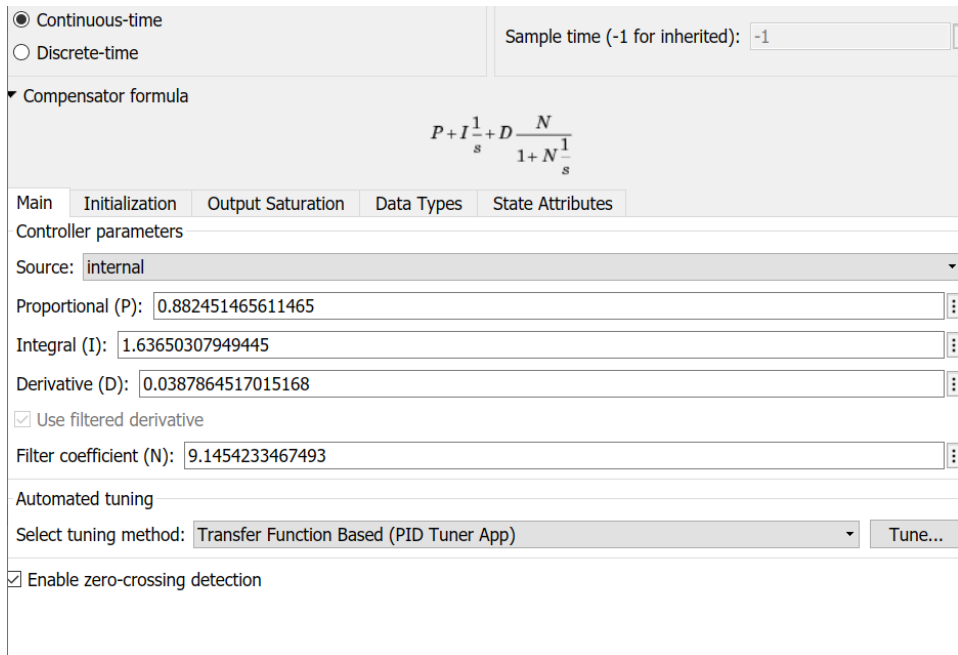 Continuous-time
Discrete-time
Sample time (-1 for inherited): -1
Compensator formula
P+I 1/s + D N/(1+N 1/s)
Main Initialization Output Saturation Data Types State Attributes
Controller parameters
Source: internal
Proportional (P): 0.882451465611465
Integral (I): 1.63650307949445
Derivative (D): 0.0387864517015168
Use filtered derivative
Filter coefficient (N): 9.1454233467493
Automated tuning
Select tuning method: Transfer Function Based (PID Tuner App) Tune...
Enable zero-crossing detection